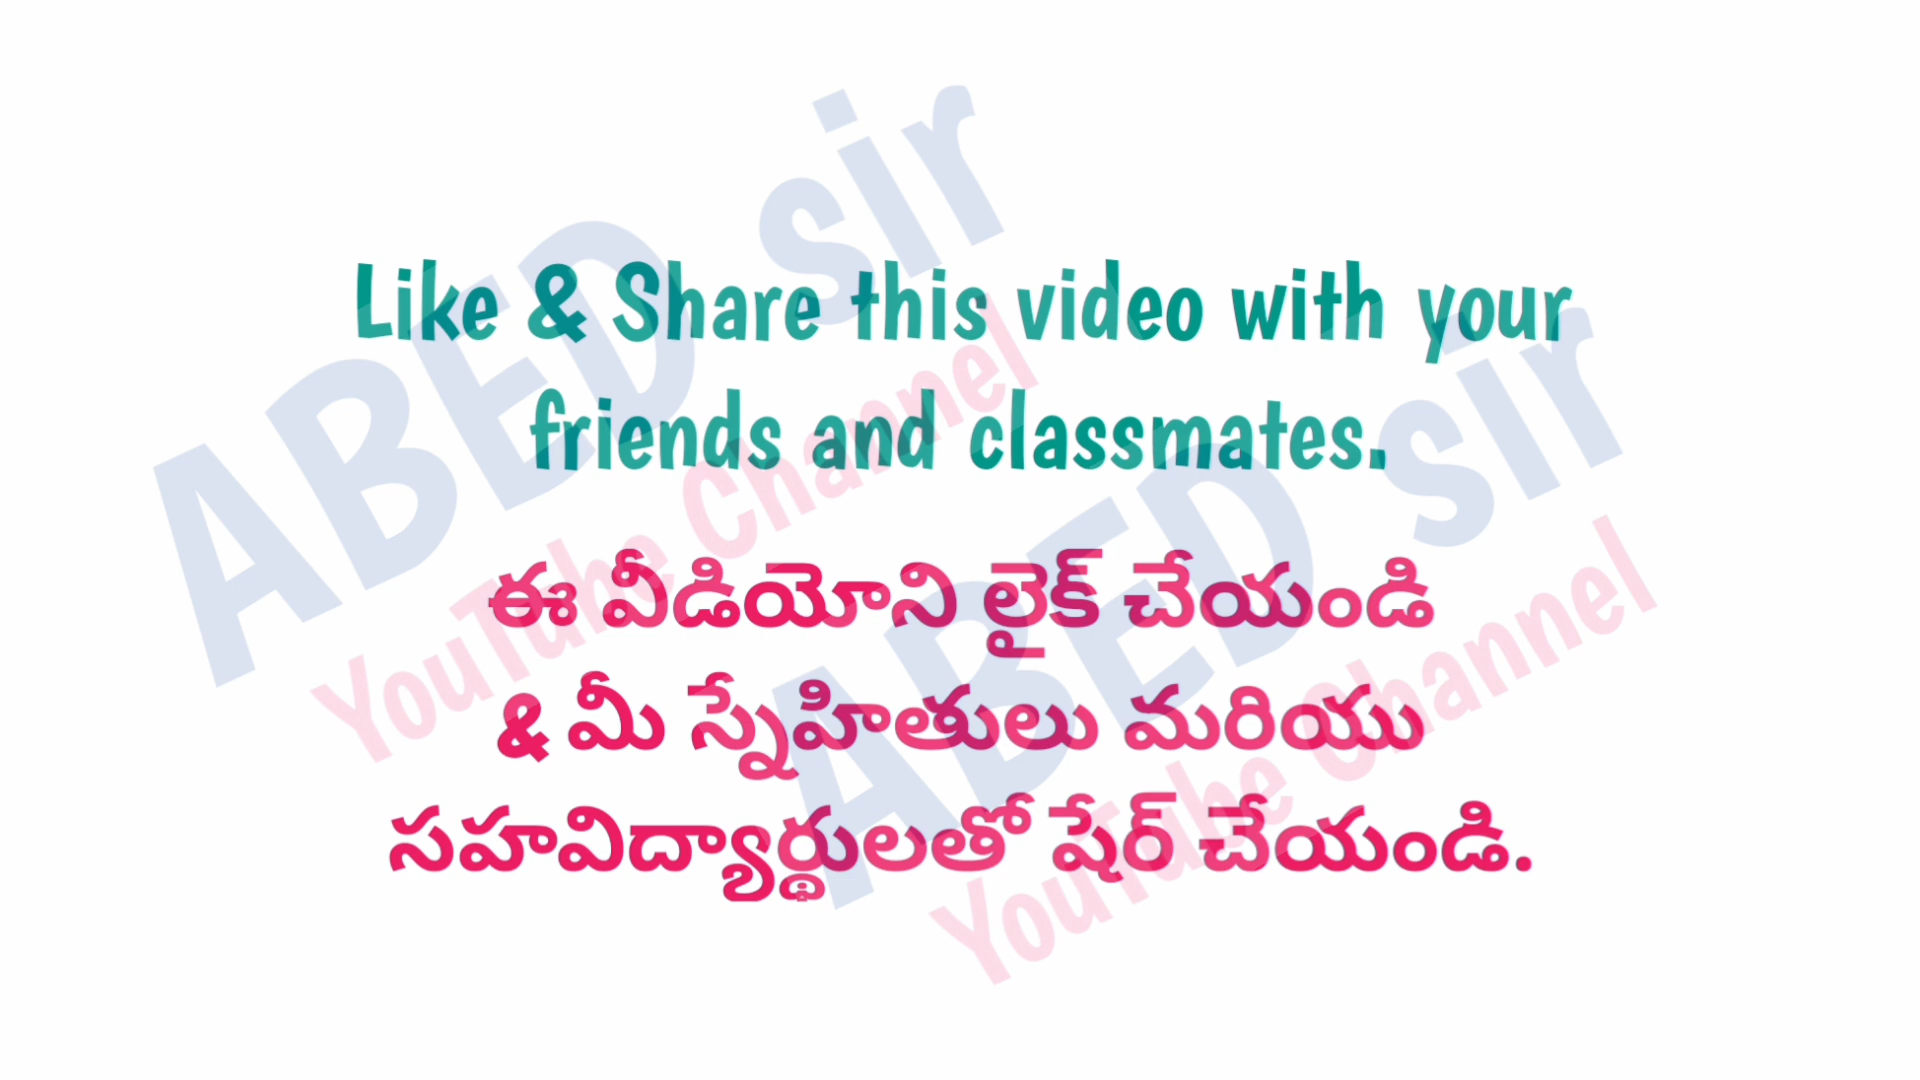 Like & Share this video with your
friends and classmates.
ఈ వీడియోని లైక్ చేయండి
& మీ స్నేహితులు మరియు
సహవిద్యార్థులతో షేర్ చేయండి.
ABED sir
YouTube Channel
ABED sir
YouTube Channel